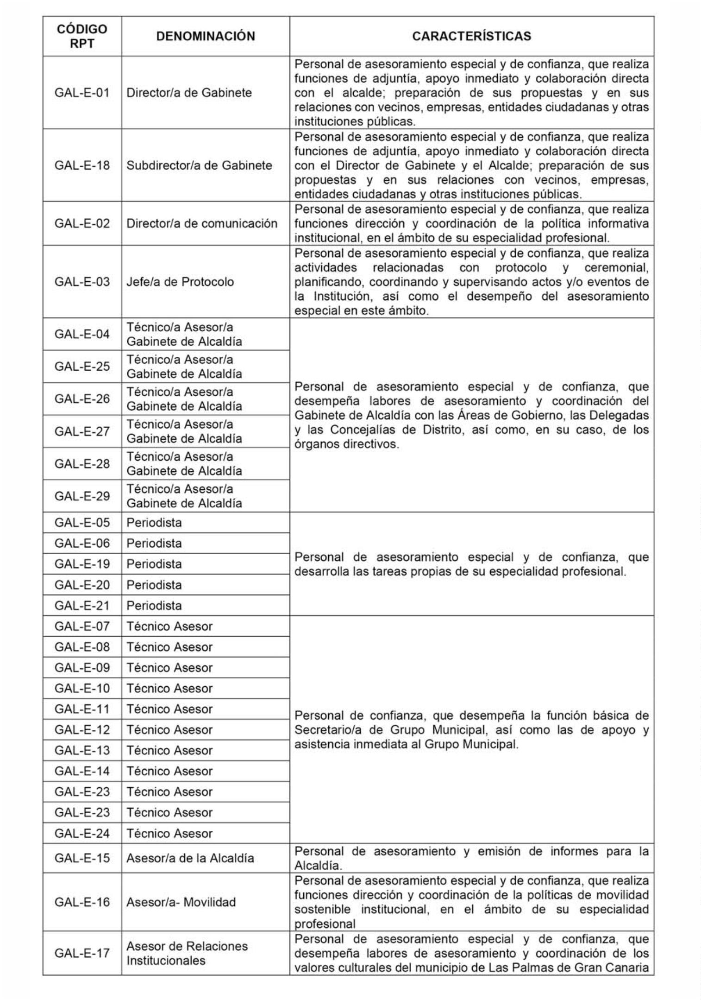 CÓDIGO
RPT
DENOMINACIÓN
CARACTERÍSTICAS
GAL-E-01
Director/a de Gabinete
Personal de asesoramiento especial y de confianza, que realiza
funciones de adjuntía, apoyo inmediato y colaboración directa
con el alcalde; preparación de sus propuestas y en sus
relaciones con vecinos, empresas, entidades ciudadanas y otras
instituciones públicas.
GAL-E-18
Subdirector/a de Gabinete
Personal de asesoramiento especial y de confianza, que realiza
funciones de adjuntía, apoyo inmediato y colaboración directa
con el Director de Gabinete y el Alcalde; preparación de sus
propuestas y en sus relaciones con vecinos, empresas,
entidades ciudadanas y otras instituciones públicas.
GAL-E-02
Director/a de comunicación
Personal de asesoramiento especial y de confianza, que realiza
funciones dirección y coordinación de la política informativa
institucional, en el ámbito de su especialidad profesional.
GAL-E-03
Jefe/a de Protocolo
Personal de asesoramiento especial y de confianza, que realiza
actividades relacionadas con protocolo y ceremonial,
planificando, coordinando y supervisando actos y/o eventos de
la Institución, así como el desempeño del asesoramiento
especial en este ámbito.
GAL-E-04
Técnico/a Asesor/a
Gabinete de Alcaldía
GAL-E-25
Técnico/a Asesor/a
Gabinete de Alcaldía
GAL-E-26
Técnico/a Asesor/a
Gabinete de Alcaldía
GAL-E-27
Técnico/a Asesor/a
Gabinete de Alcaldía
GAL-E-28
Técnico/a Asesor/a
Gabinete de Alcaldía
GAL-E-29
Técnico/a Asesor/a
Gabinete de Alcaldía
Personal de asesoramiento especial y de confianza, que
desempeña labores de asesoramiento y coordinación del
Gabinete de Alcaldía con las Áreas de Gobierno, las Delegadas
y las Concejalías de Distrito, así como, en su caso, de los
órganos directivos.
GAL-E-05
Periodista
GAL-E-06
Periodista
GAL-E-19
Periodista
GAL-E-20
Periodista
GAL-E-21
Periodista
Personal de asesoramiento especial y de confianza, que
desarrolla las tareas propias de su especialidad profesional.
GAL-E-07
Técnico Asesor
GAL-E-08
Técnico Asesor
GAL-E-09
Técnico Asesor
GAL-E-10
Técnico Asesor
GAL-E-11
Técnico Asesor
GAL-E-12
Técnico Asesor
GAL-E-13
Técnico Asesor
GAL-E-14
Técnico Asesor
GAL-E-23
Técnico Asesor
GAL-E-23
Técnico Asesor
GAL-E-24
Técnico Asesor
Personal de confianza, que desempeña la función básica de
Secretario/a de Grupo Municipal, así como las de apoyo y
asistencia inmediata al Grupo Municipal.
GAL-E-15
Asesor/a de la Alcaldía
Personal de asesoramiento y emisión de informes para la
Alcaldía.
GAL-E-16
Asesor/a- Movilidad
Personal de asesoramiento especial y de confianza, que realiza
funciones dirección y coordinación de la políticas de movilidad
sostenible institucional, en el ámbito de su especialidad
profesional
GAL-E-17
Asesor de Relaciones
Institucionales
Personal de asesoramiento especial y de confianza, que
desempeña labores de asesoramiento y coordinación de los
valores culturales del municipio de Las Palmas de Gran Canaria